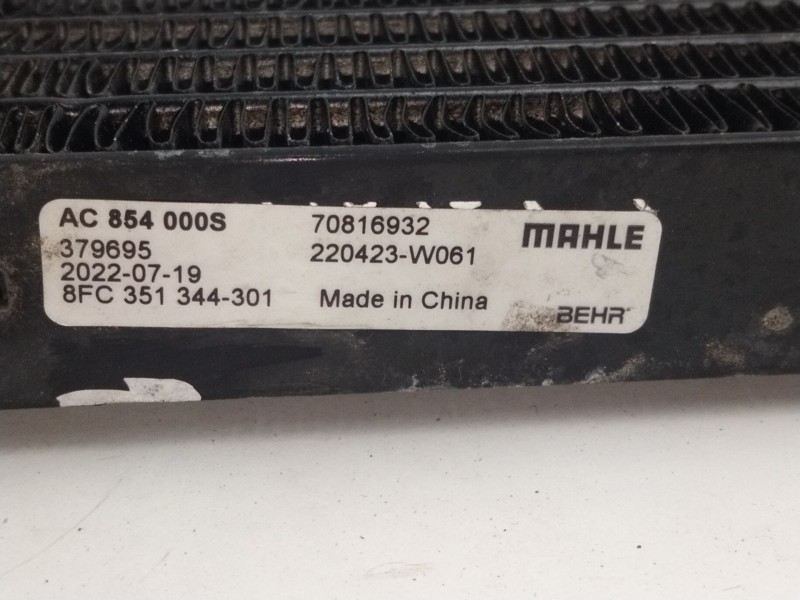 AC 854 000S 70816932 MAHLE
379695 220423-W061
2022-07-19
8FC 351 344-301 Made in China BEHR